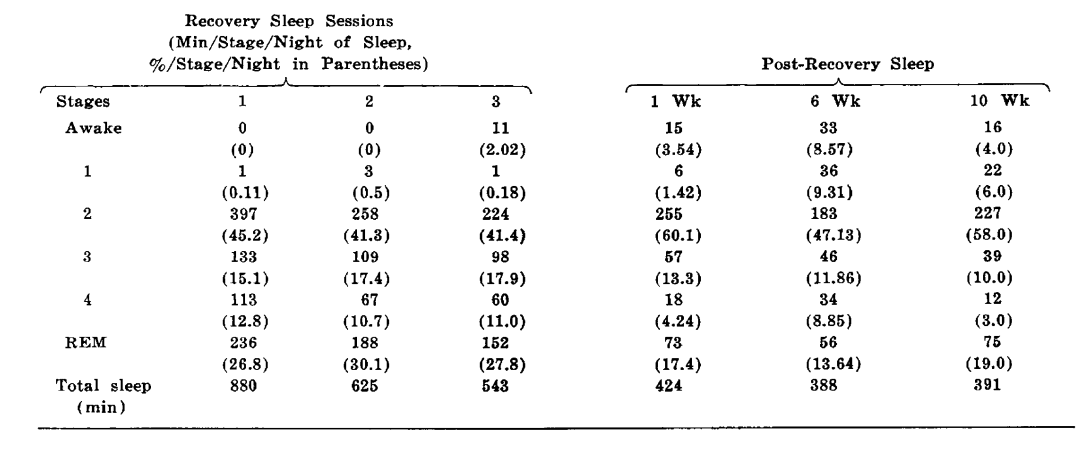 Recovery Sleep Sessions
(Min/Stage/Night of Sleep,
%/Stage/Night in Parentheses) Post-Recovery Sleep
Stages 1 2 3 1 Wk 6 Wk 10 Wk
Awake 0 0 11 15 33 16
(0) (0) (2.02) (3.54) (8.57) (4.0)
1 1 3 1 6 36 22
(0.11) (0.5) (0.18) (1.42) (9.31) (6.0)
2 397 258 224 255 183 227
(45.2) (41.3) (41.4) (60.1) (47.13) (58.0)
3 133 109 98 57 46 39
(15.1) (17.4) (17.9) (13.3) (11.86) (10.0)
4 113 67 60 18 34 12
(12.8) (10.7) (11.0) (4.24) (8.85) (3.0)
REM 236 188 152 73 56 75
(26.8) (30.1) (27.8) (17.4) (13.64) (19.0)
Total sleep 880 625 543 424 388 391
(min)